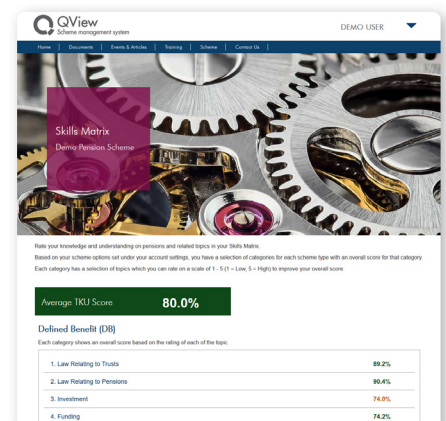 QView
Scheme management system
DEMO USER
Home | Documents | Events & Articles | Training | Scheme | Contact Us |
Skills Matrix
Demo Pension Scheme
Rate your knowledge and understanding on pensions and related topics in your Skills Matrix.
Based on your scheme options set under your account settings, you have a selection of categories for each scheme type with an overall score for that category
Each category has a selection of topics which you can rate on a scale of 1 - 5 (1 = Low, 5 = High) to improve your overall score
Average TKU Score 80.0%
Defined Benefit (DB)
Each category shows an overall score based on the rating of each of the topic.
1. Law Relating to Trusts 89.2%
2. Law Relating to Pensions 90.4%
3. Investment 74.0%
4. Funding 74.2%